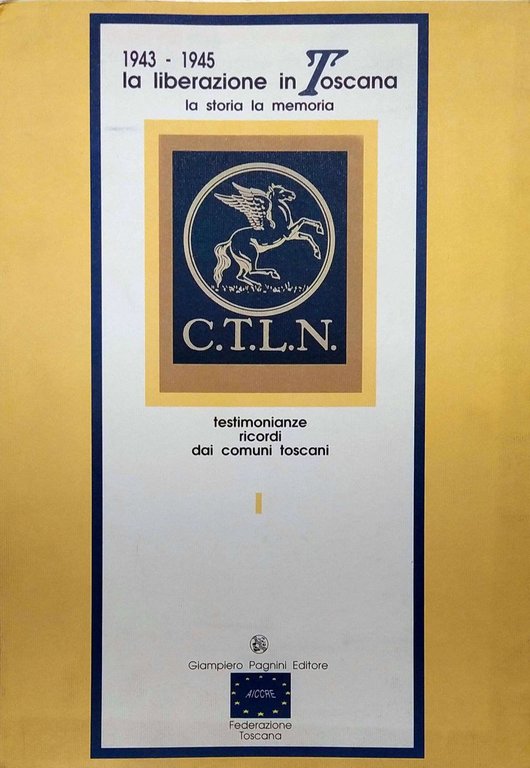 1943 - 1945
la liberazione in Toscana
la storia la memoria
C.T.L.N.
testimonianze
ricordi
dai comuni toscani
I
Giampiero Pagnini Editore
AICCRE
Federazione
Toscana